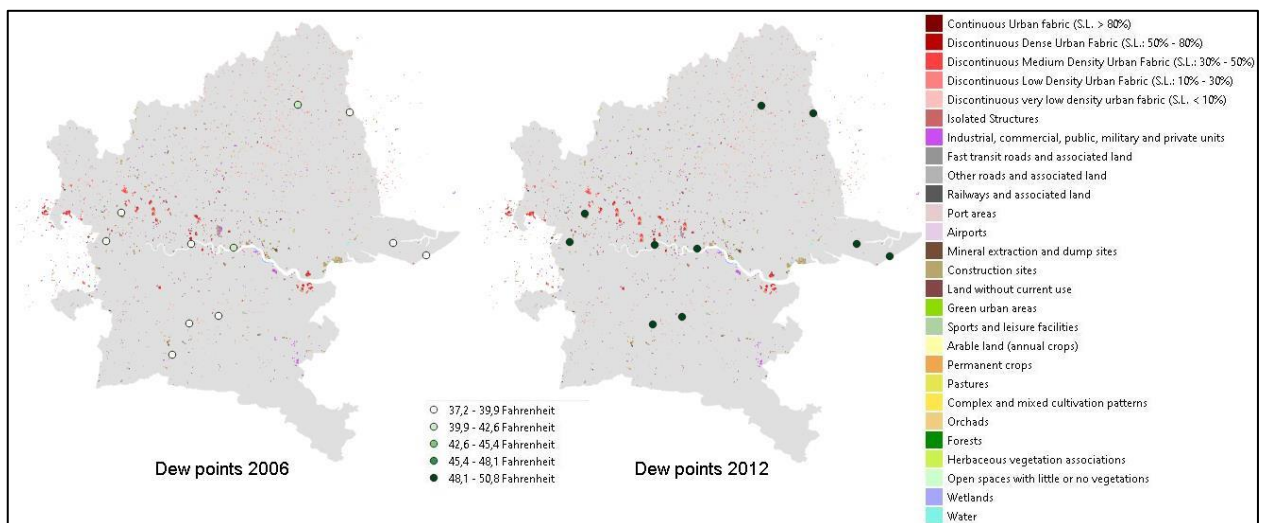 Continuous Urban fabric (S.L. > 80%)
Discontinuous Dense Urban Fabric (S.L.: 50% - 80%)
Discontinuous Medium Density Urban Fabric (S.L.: 30% - 50%)
Discontinuous Low Density Urban Fabric (S.L.: 10% - 30%)
Discontinuous very low density urban fabric (S.L. < 10%)
Isolated Structures
Industrial, commercial, public, military and private units
Fast transit roads and associated land
Other roads and associated land
Railways and associated land
Port areas
Airports
Mineral extraction and dump sites
Construction sites
Land without current use
Green urban areas
Sports and leisure facilities
Arable land (annual crops)
Permanent crops
Pastures
Complex and mixed cultivation patterns
Orchads
Forests
Herbaceous vegetation associations
Open spaces with little or no vegetations
Wetlands
Water
37,2 - 39,9 Fahrenheit
39,9 - 42,6 Fahrenheit
42,6 - 45,4 Fahrenheit
45,4 - 48,1 Fahrenheit
48,1 - 50,8 Fahrenheit
Dew points 2006
Dew points 2012